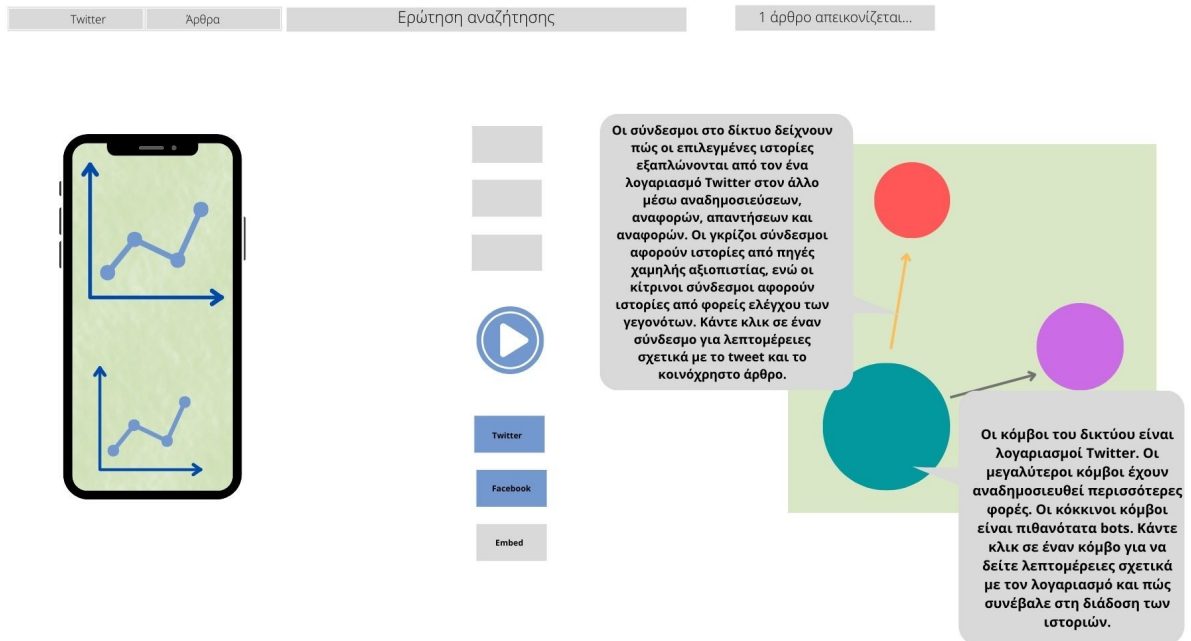 Twitter
Άρθρα
Ερώτηση αναζήτησης
1 άρθρο απεικονίζεται...
Οι σύνδεσμοι στο δίκτυο δείχνουν
πώς οι επιλεγμένες ιστορίες
εξαπλώνονται από τον ένα
λογαριασμό Twitter στον άλλο
μέσω αναδημοσιεύσεων,
αναφορών, απαντήσεων και
αναφορών. Οι γκρίζοι σύνδεσμοι
αφορούν ιστορίες από πηγές
χαμηλής αξιοπιστίας, ενώ οι
κίτρινοι σύνδεσμοι αφορούν
ιστορίες από φορείς ελέγχου των
γεγονότων. Κάντε κλικ σε έναν
σύνδεσμο για λεπτομέρειες
σχετικά με το tweet και το
κοινόχρηστο άρθρο.
Twitter
Facebook
Embed
Οι κόμβοι του δικτύου είναι
λογαριασμοί Twitter. Οι
μεγαλύτεροι κόμβοι έχουν
αναδημοσιευθεί περισσότερες
φορές. Οι κόκκινοι κόμβοι
είναι πιθανότατα bots. Κάντε
κλικ σε έναν κόμβο για να
δείτε λεπτομέρειες σχετικά
με τον λογαριασμό και πώς
συνέβαλε στη διάδοση των
ιστοριών.